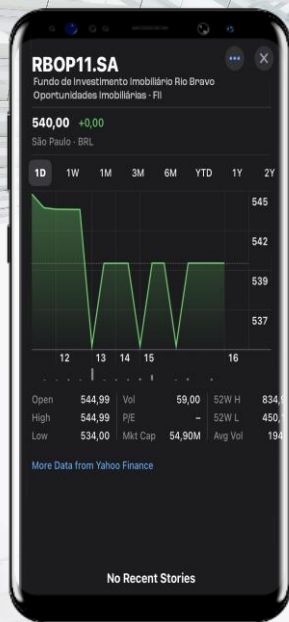 RBOP11.SA
Fundo de Investimento Imobiliário Rio Bravo
Oportunidades Imobiliárias - FII
540,00 +0,00
São Paulo · BRL
1D 1W 1M 3M 6M YTD 1Y 2Y
545
542
539
537
12 13 14 15 16
Open 544,99 Vol 59,00 52W H 834,9
High 544,99 P/E – 52W L 450,
Low 534,00 Mkt Cap 54,90M Avg Vol 194
More Data from Yahoo Finance
No Recent Stories